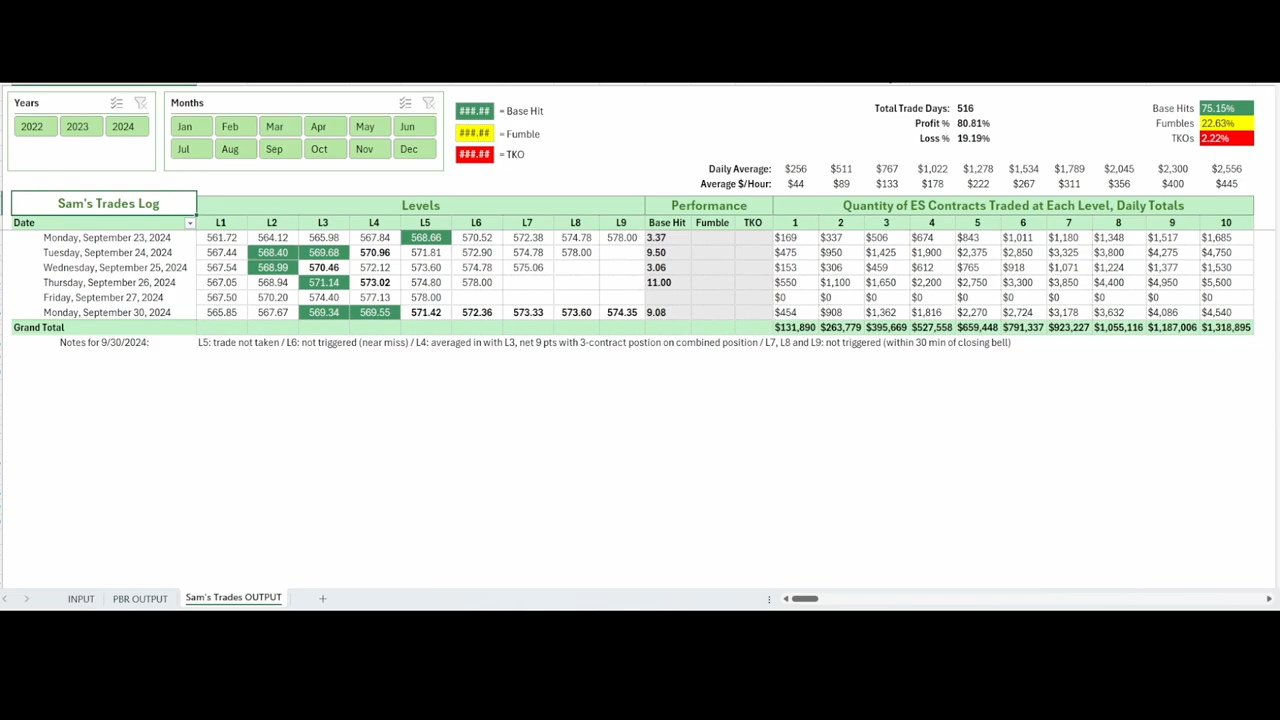 Years
2022 2023 2024
Months
Jan Feb Mar Apr May Jun
Jul Aug Sep Oct Nov Dec
###.## = Base Hit
###.## = Fumble
###.## = TKO
Total Trade Days: 516
Profit % 80.81%
Loss % 19.19%
Base Hits 75.15%
Fumbles 22.63%
TKOs 2.22%
Daily Average: $256 $511 $767 $1,022 $1,278 $1,534 $1,789 $2,045 $2,300 $2,556
Average $/Hour: $44 $89 $133 $178 $222 $267 $311 $356 $400 $445
Sam's Trades Log Levels Performance Quantity of ES Contracts Traded at Each Level, Daily Totals
Date L1 L2 L3 L4 L5 L6 L7 L8 L9 Base Hit Fumble TKO 1 2 3 4 5 6 7 8 9 10
Monday, September 23, 2024 561.72 564.12 565.98 567.84 568.66 570.52 572.38 574.78 578.00 3.37 $169 $337 $506 $674 $843 $1,011 $1,180 $1,348 $1,517 $1,685
Tuesday, September 24, 2024 567.44 568.40 569.68 570.96 571.81 572.90 574.78 578.00 9.50 $475 $950 $1,425 $1,900 $2,375 $2,850 $3,325 $3,800 $4,275 $4,750
Wednesday, September 25, 2024 567.54 568.99 570.46 572.12 573.60 574.78 575.06 3.06 $153 $306 $459 $612 $765 $918 $1,071 $1,224 $1,377 $1,530
Thursday, September 26, 2024 567.05 568.94 571.14 573.02 574.80 578.00 11.00 $550 $1,100 $1,650 $2,200 $2,750 $3,300 $3,850 $4,400 $4,950 $5,500
Friday, September 27, 2024 567.50 570.20 574.40 577.13 578.00 $0 $0 $0 $0 $0 $0 $0 $0 $0 $0
Monday, September 30, 2024 565.85 567.67 569.34 569.55 571.42 572.36 573.33 573.60 574.35 9.08 $454 $908 $1,362 $1,816 $2,270 $2,724 $3,178 $3,632 $4,086 $4,540
Grand Total $131,890 $263,779 $395,669 $527,558 $659,448 $791,337 $923,227 $1,055,116 $1,187,006 $1,318,895
Notes for 9/30/2024: L5: trade not taken / L6: not triggered (near miss) / L4: averaged in with L3, net 9 pts with 3-contract postion on combined position / L7, L8 and L9: not triggered (within 30 min of closing bell)
INPUT PBR OUTPUT Sam's Trades OUTPUT